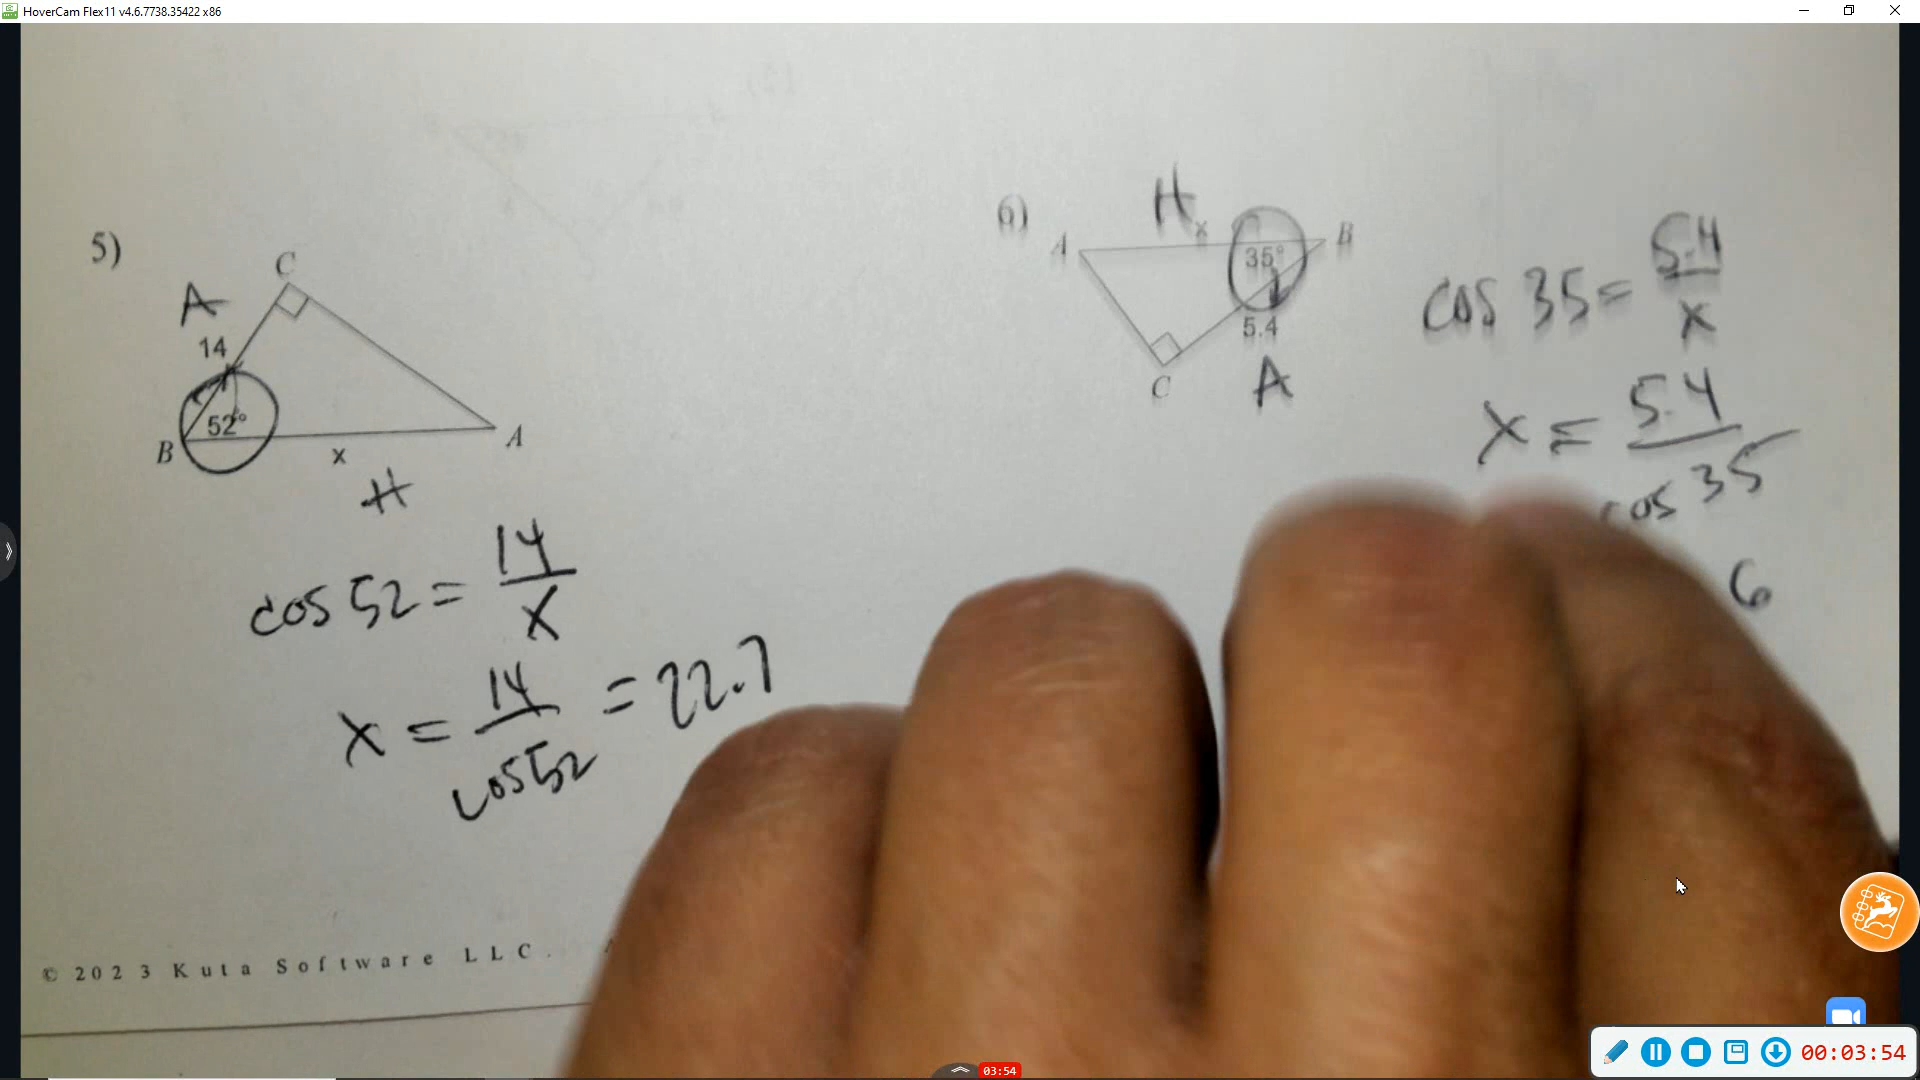 HoverCam Flex11 v4.6.7738.35422 x86
5)
C
A
14
52°
B
x
A
H
cos 52 = 14/x
x = 14/cos52 = 22.7
6)
H
A
x
B
35°
5.4
C
A
cos 35 = 5.4/x
x = 5.4/cos 35
6
© 2023 Kuta Software LLC.
03:54
00:03:54